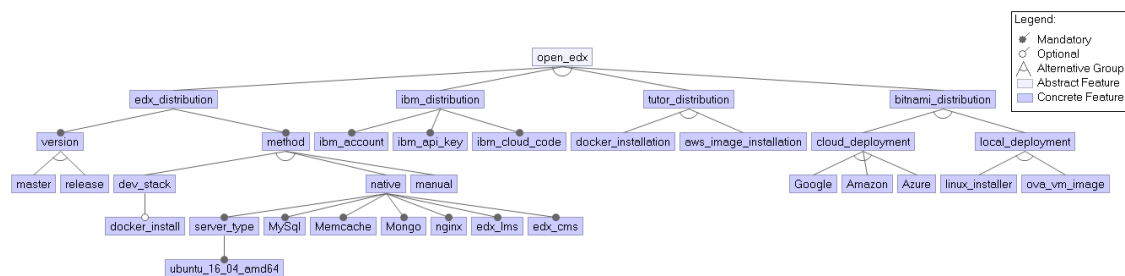 Legend:
Mandatory
Optional
Alternative Group
Abstract Feature
Concrete Feature
open_edx
edx_distribution ibm_distribution tutor_distribution bitnami_distribution
version method ibm_account ibm_api_key ibm_cloud_code docker_installation aws_image_installation cloud_deployment local_deployment
master release dev_stack native manual Google Amazon Azure linux_installer ova_vm_image
docker_install server_type MySql Memcache Mongo nginx edx_lms edx_cms
ubuntu_16_04_amd64